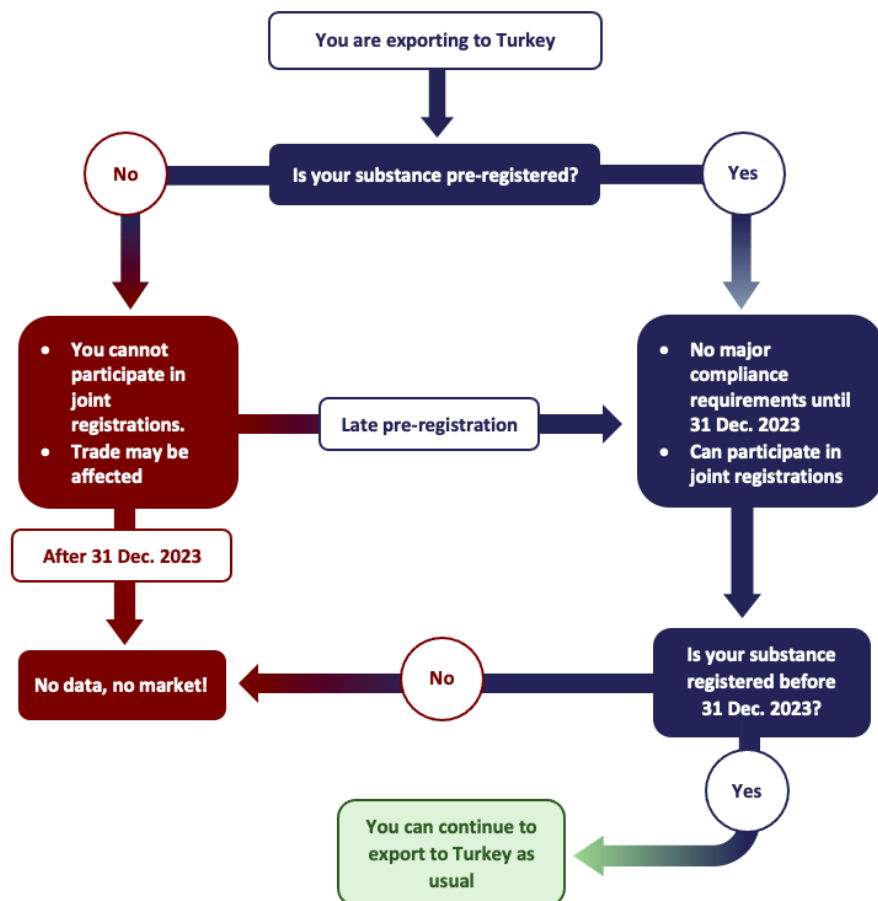 You are exporting to Turkey
No
Is your substance pre-registered?
Yes
• You cannot
participate in
joint
registrations.
• Trade may be
affected
Late pre-registration
• No major
compliance
requirements until
31 Dec. 2023
• Can participate in
joint registrations
After 31 Dec. 2023
No data, no market!
No
Is your substance
registered before
31 Dec. 2023?
Yes
You can continue to
export to Turkey as
usual